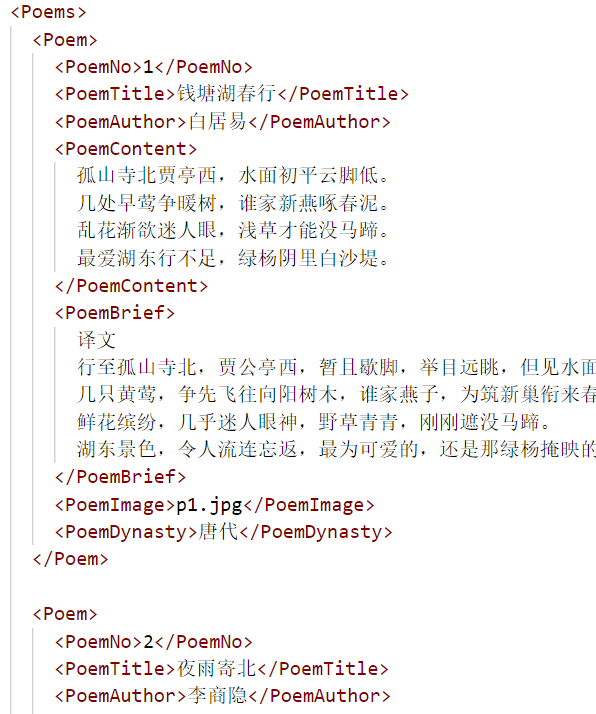 <Poems>
<Poem>
<PoemNo>1</PoemNo>
<PoemTitle>钱塘湖春行</PoemTitle>
<PoemAuthor>白居易</PoemAuthor>
<PoemContent>
孤山寺北贾亭西，水面初平云脚低。
几处早莺争暖树，谁家新燕啄春泥。
乱花渐欲迷人眼，浅草才能没马蹄。
最爱湖东行不足，绿杨阴里白沙堤。
</PoemContent>
<PoemBrief>
译文
行至孤山寺北，贾公亭西，暂且歇脚，举目远眺，但见水面
几只黄莺，争先飞往向阳树木，谁家燕子，为筑新巢衔来春
鲜花缤纷，几乎迷人眼神，野草青青，刚刚遮没马蹄。
湖东景色，令人流连忘返，最为可爱的，还是那绿杨掩映的
</PoemBrief>
<PoemImage>p1.jpg</PoemImage>
<PoemDynasty>唐代</PoemDynasty>
</Poem>
<Poem>
<PoemNo>2</PoemNo>
<PoemTitle>夜雨寄北</PoemTitle>
<PoemAuthor>李商隐</PoemAuthor>